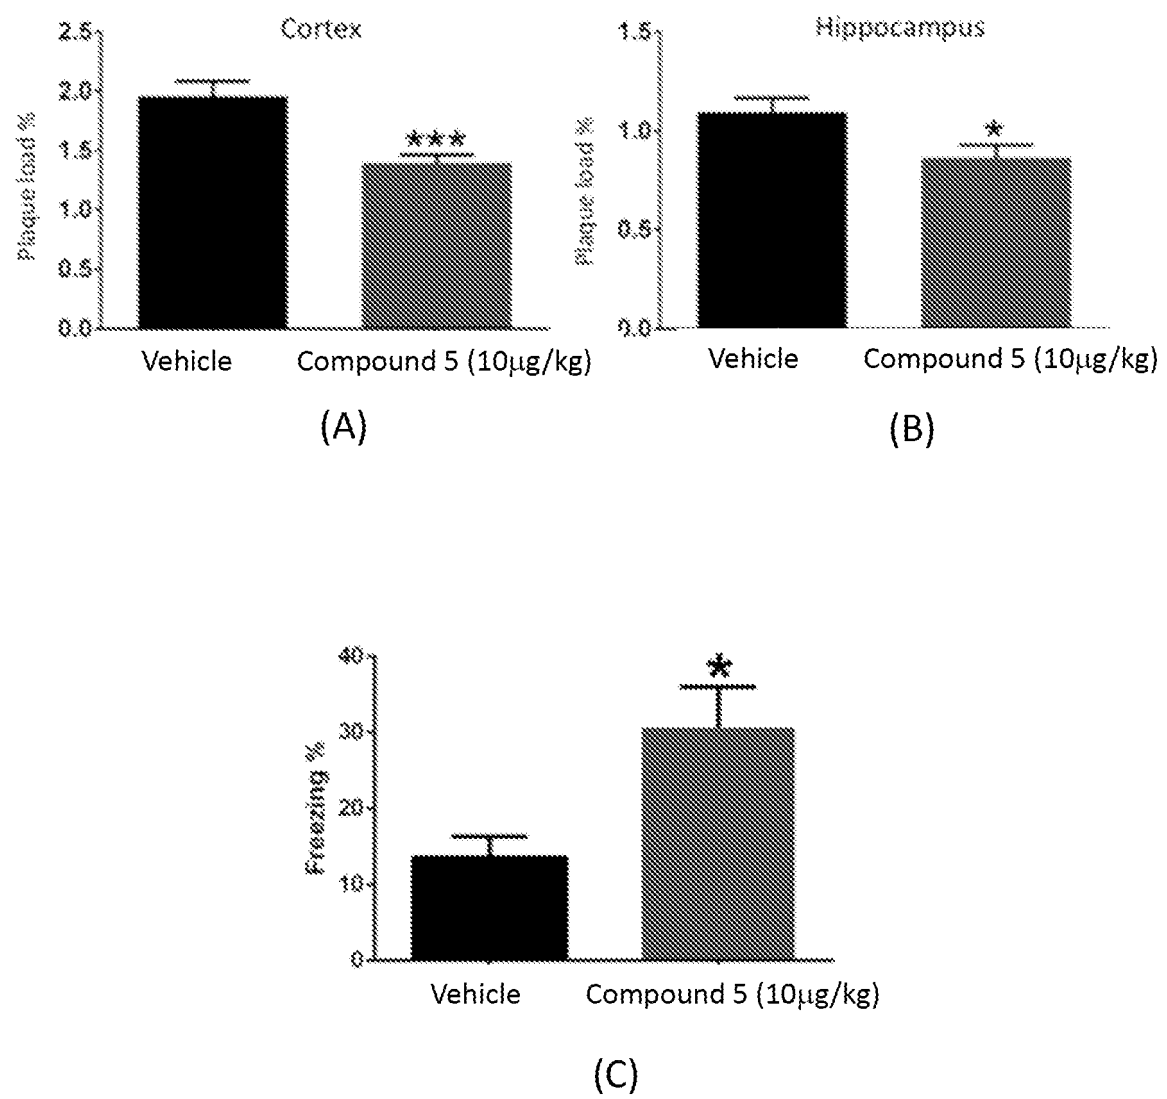 Cortex
Plaque load %
2.5
2.0
1.5
1.0
0.5
0.0
***
Vehicle
Compound 5 (10μg/kg)
(A)
Hippocampus
Plaque load %
1.5
1.0
0.5
0.0
*
Vehicle
Compound 5 (10μg/kg)
(B)
Freezing %
40
30
20
10
0
*
Vehicle
Compound 5 (10μg/kg)
(C)